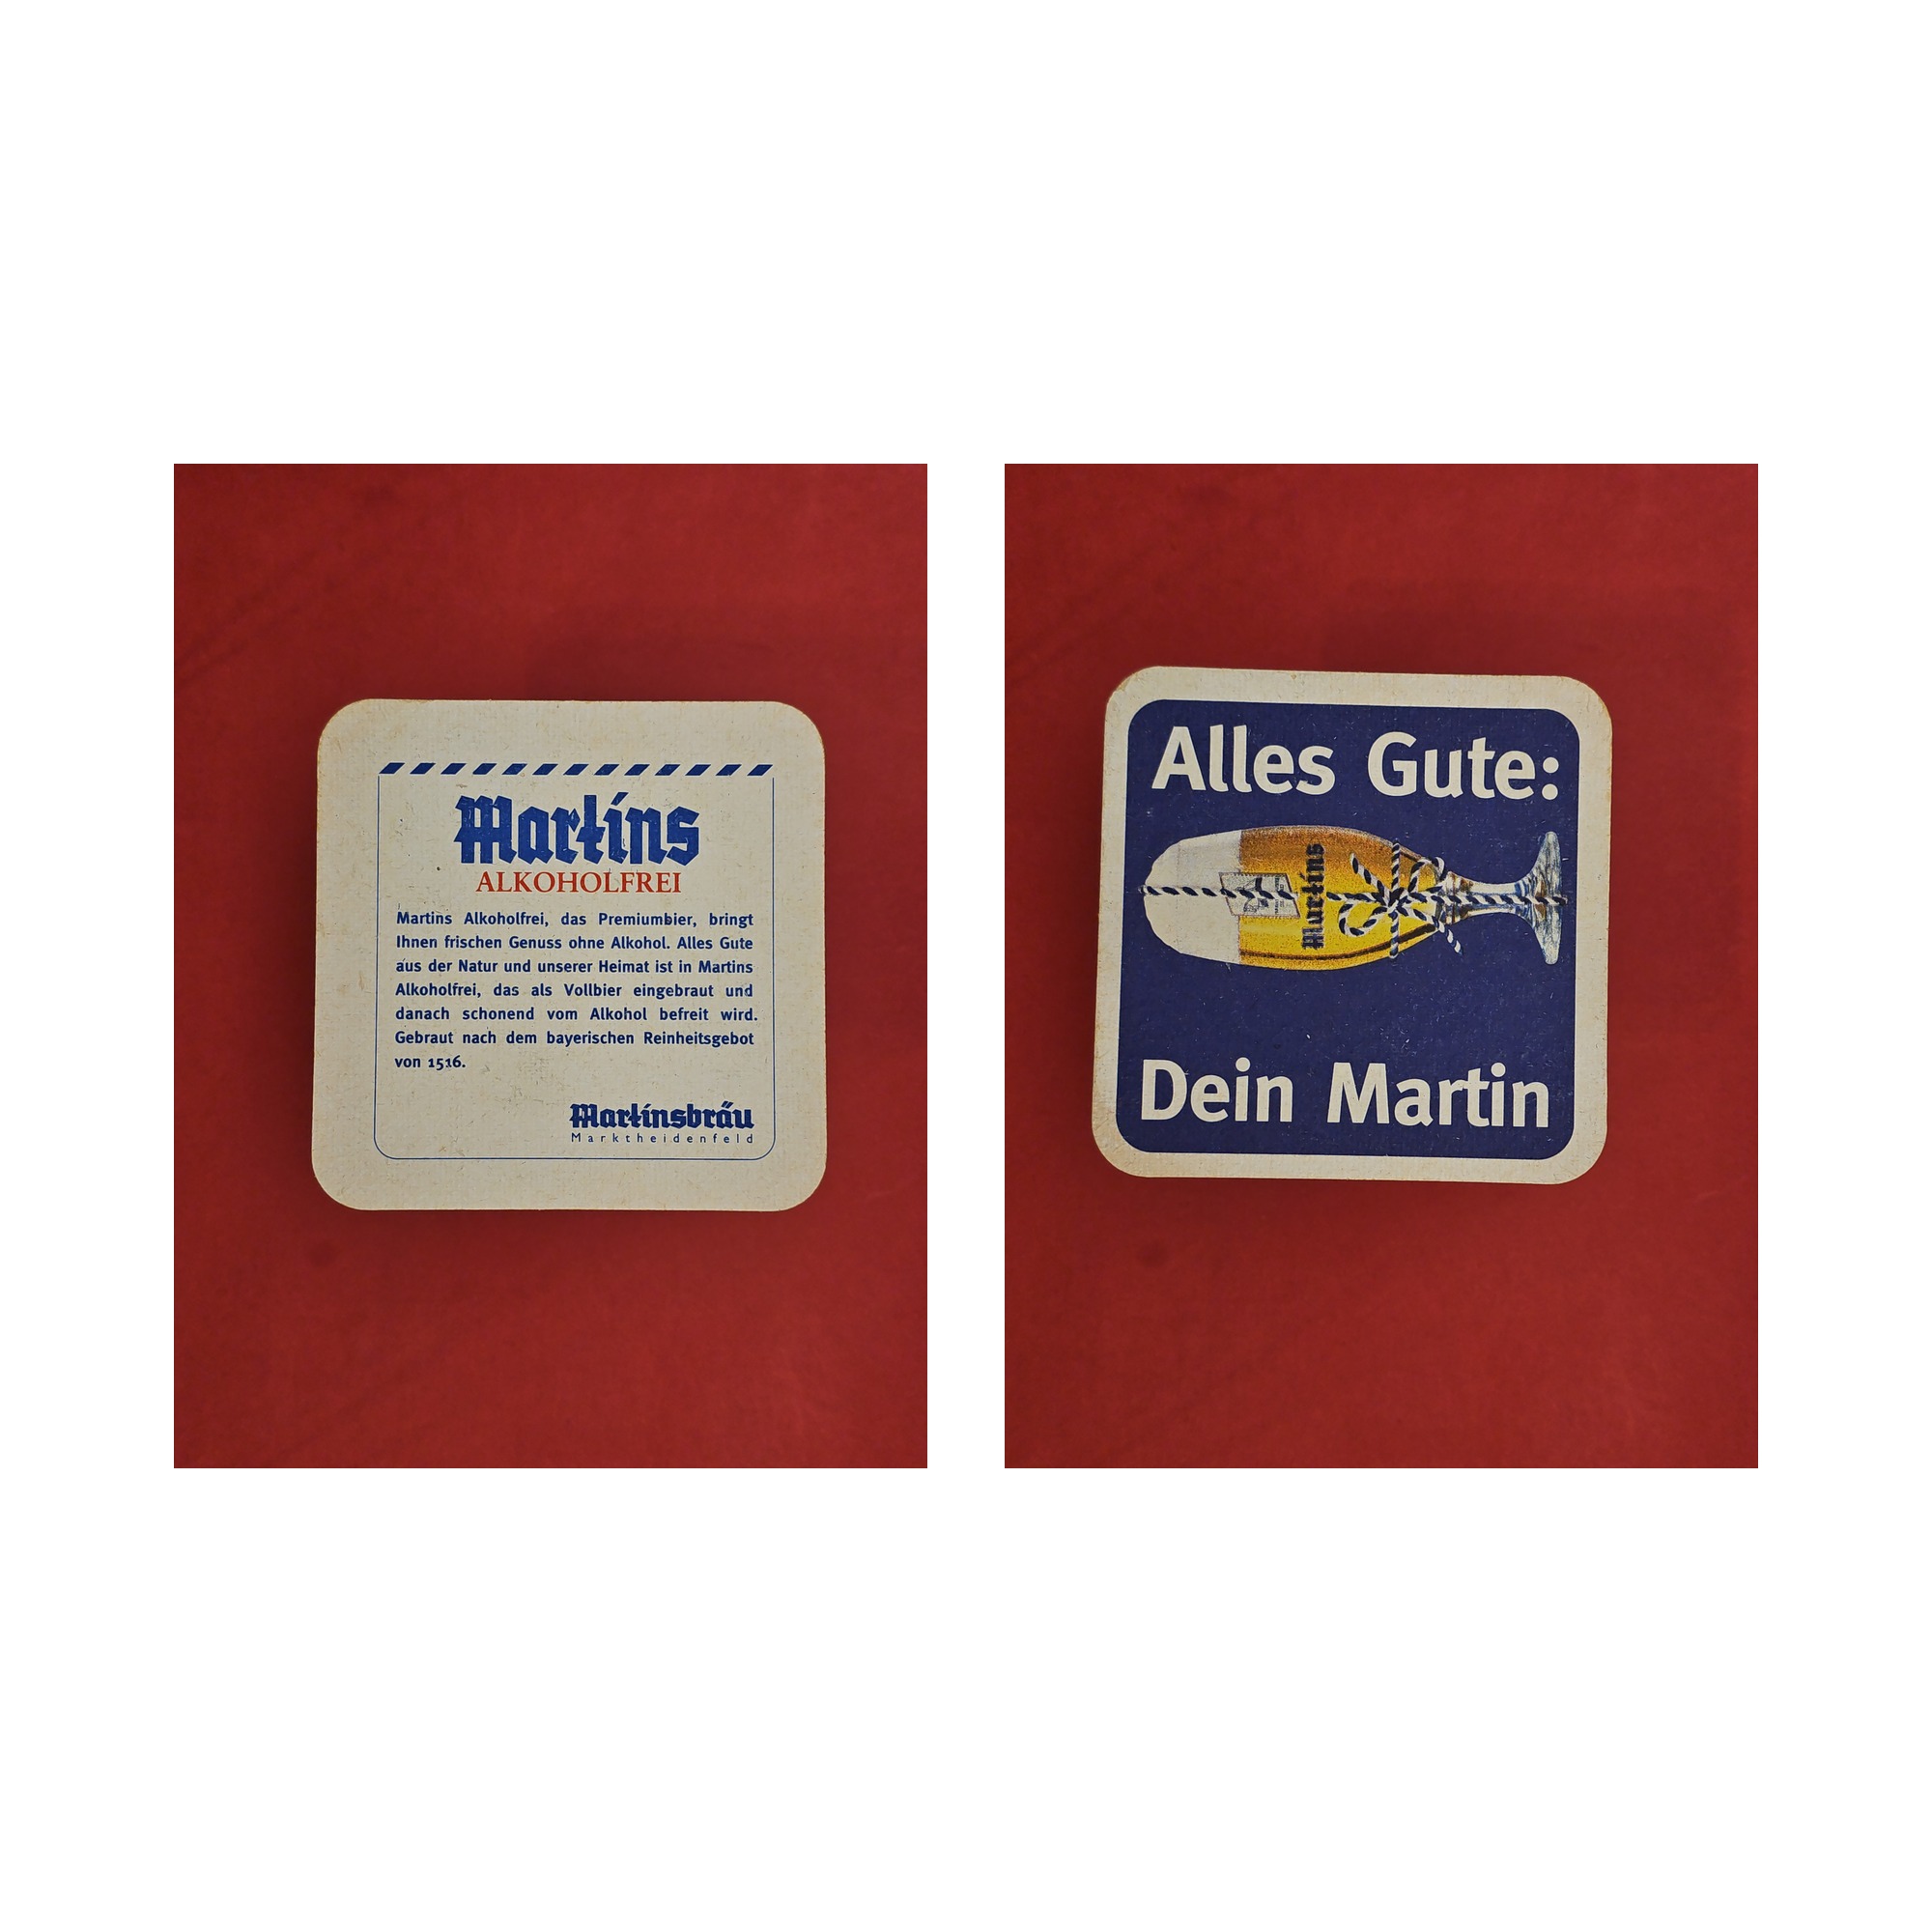 Martins
ALKOHOLFREI
Martins Alkoholfrei, das Premiumbier, bringt
Ihnen frischen Genuss ohne Alkohol. Alles Gute
aus der Natur und unserer Heimat ist in Martins
Alkoholfrei, das als Vollbier eingebraut und
danach schonend vom Alkohol befreit wird.
Gebraut nach dem bayerischen Reinheitsgebot
von 1516.
Martinsbräu
Marktheidenfeld
Alles Gute:
Martins
Dein Martin